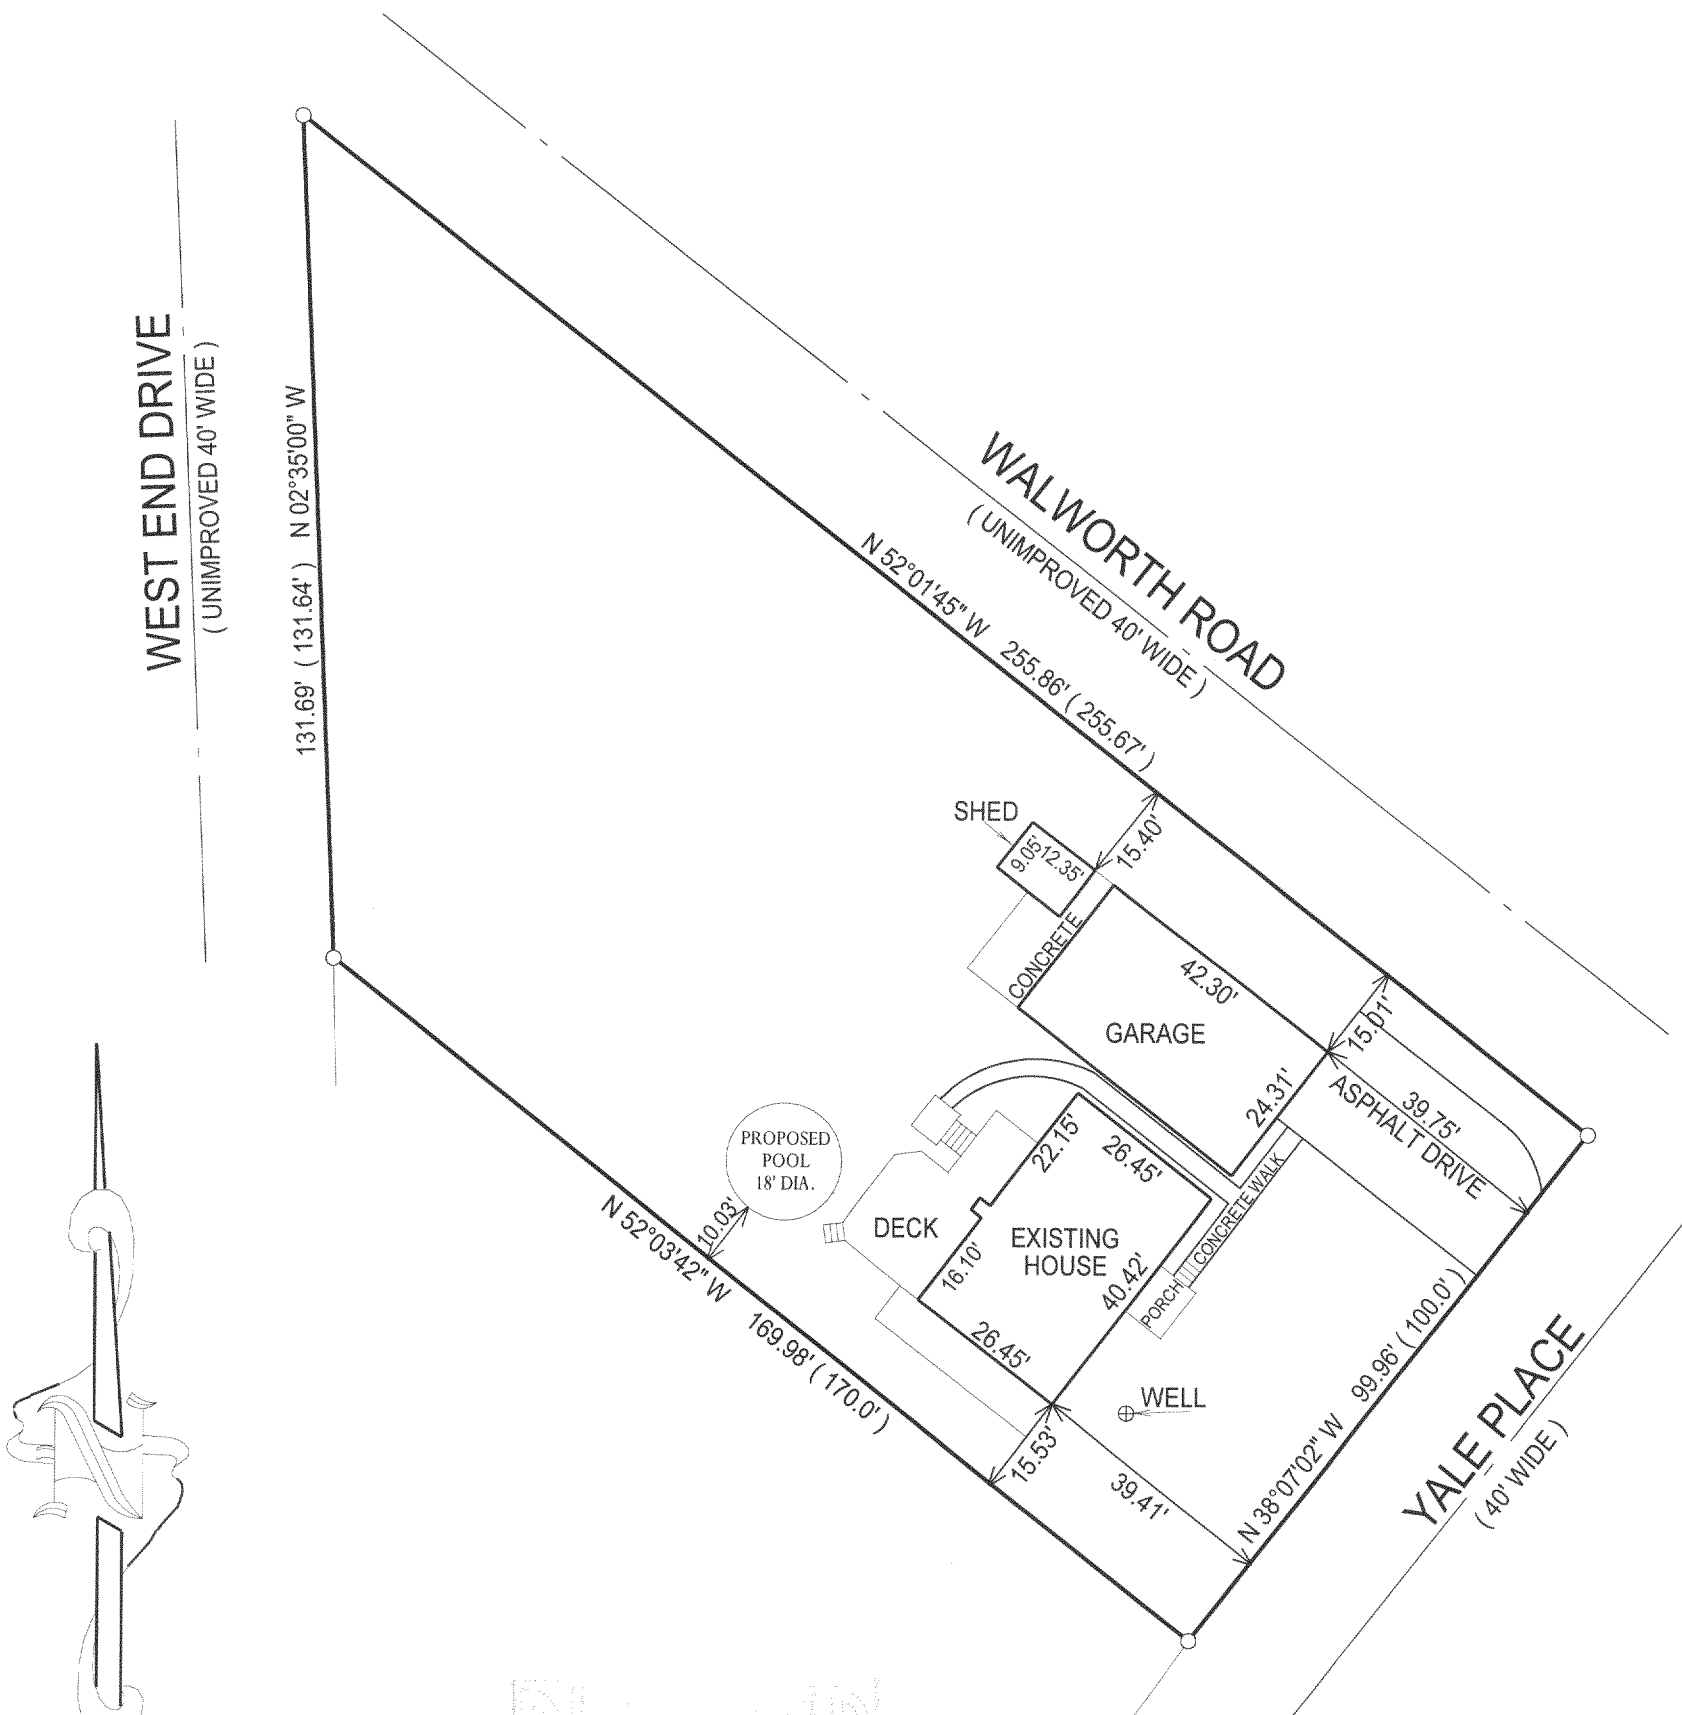 WEST END DRIVE
( UNIMPROVED 40' WIDE )
131.69' ( 131.64' ) N 02°35'00" W
WALWORTH ROAD
( UNIMPROVED 40' WIDE )
N 52°01'45" W 255.86' ( 255.67' )
SHED
9.05'
12.35'
15.40'
CONCRETE
42.30'
GARAGE
24.31'
15.01'
39.75'
ASPHALT DRIVE
PROPOSED
POOL
18' DIA.
10.03'
DECK
22.15'
26.45'
EXISTING
HOUSE
16.10'
40.42'
26.45'
CONCRETE WALK
PORCH
WELL
15.53'
39.41'
N 52°03'42" W 169.98' ( 170.0' )
N 38°07'02" W 99.96' ( 100.0' )
YALE PLACE
( 40' WIDE )
N